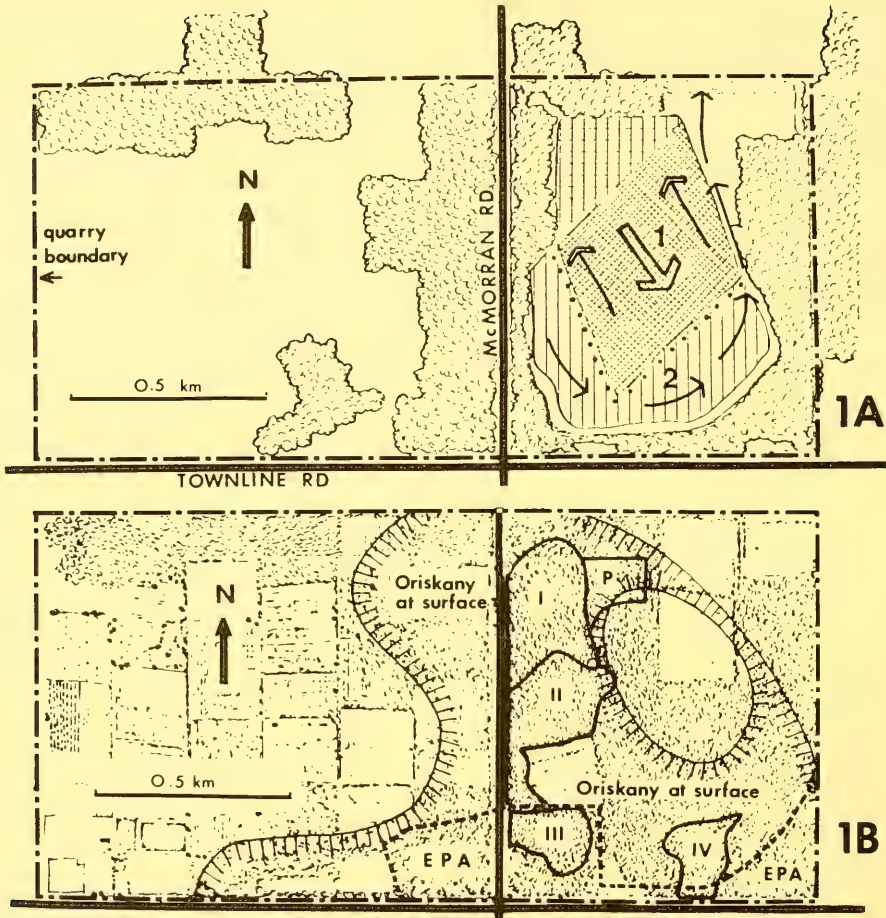 N
quarry
boundary
McMORRAN RD.
1
2
0.5 km
1A
TOWNLINE RD
Oriskany
at surface
P.
I
N
II
0.5 km
Oriskany at surface
III
IV
EPA
EPA
1B